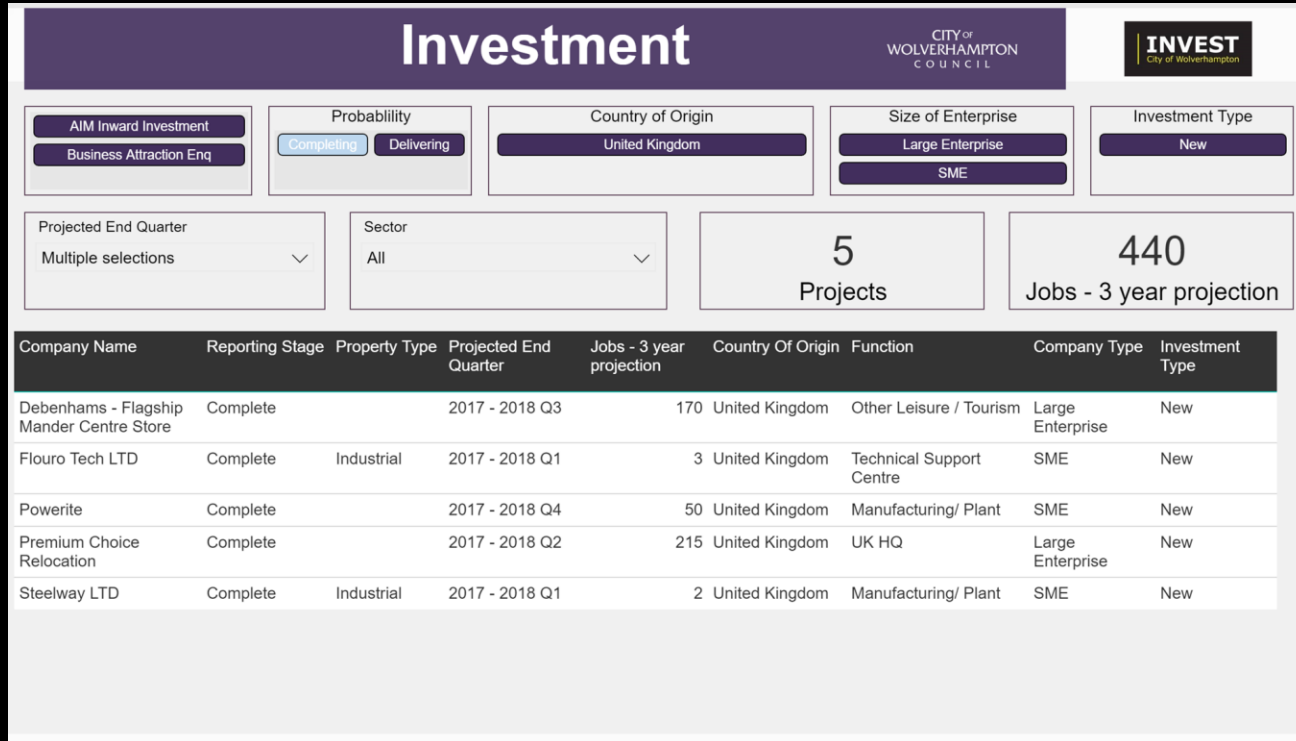 Investment
CITY OF
WOLVERHAMPTON
COUNCIL
INVEST
City of Wolverhampton
AIM Inward Investment
Business Attraction Enq
Probablility
Completing Delivering
Country of Origin
United Kingdom
Size of Enterprise
Large Enterprise
SME
Investment Type
New
Projected End Quarter
Multiple selections
Sector
All
5
Projects
440
Jobs - 3 year projection
Company Name Reporting Stage Property Type Projected End Jobs - 3 year Country Of Origin Function Company Type Investment
Quarter projection Type
Debenhams - Flagship Complete 2017 - 2018 Q3 170 United Kingdom Other Leisure / Tourism Large New
Mander Centre Store Enterprise
Flouro Tech LTD Complete Industrial 2017 - 2018 Q1 3 United Kingdom Technical Support SME New
Centre
Powerite Complete 2017 - 2018 Q4 50 United Kingdom Manufacturing/ Plant SME New
Premium Choice Complete 2017 - 2018 Q2 215 United Kingdom UK HQ Large New
Relocation Enterprise
Steelway LTD Complete Industrial 2017 - 2018 Q1 2 United Kingdom Manufacturing/ Plant SME New